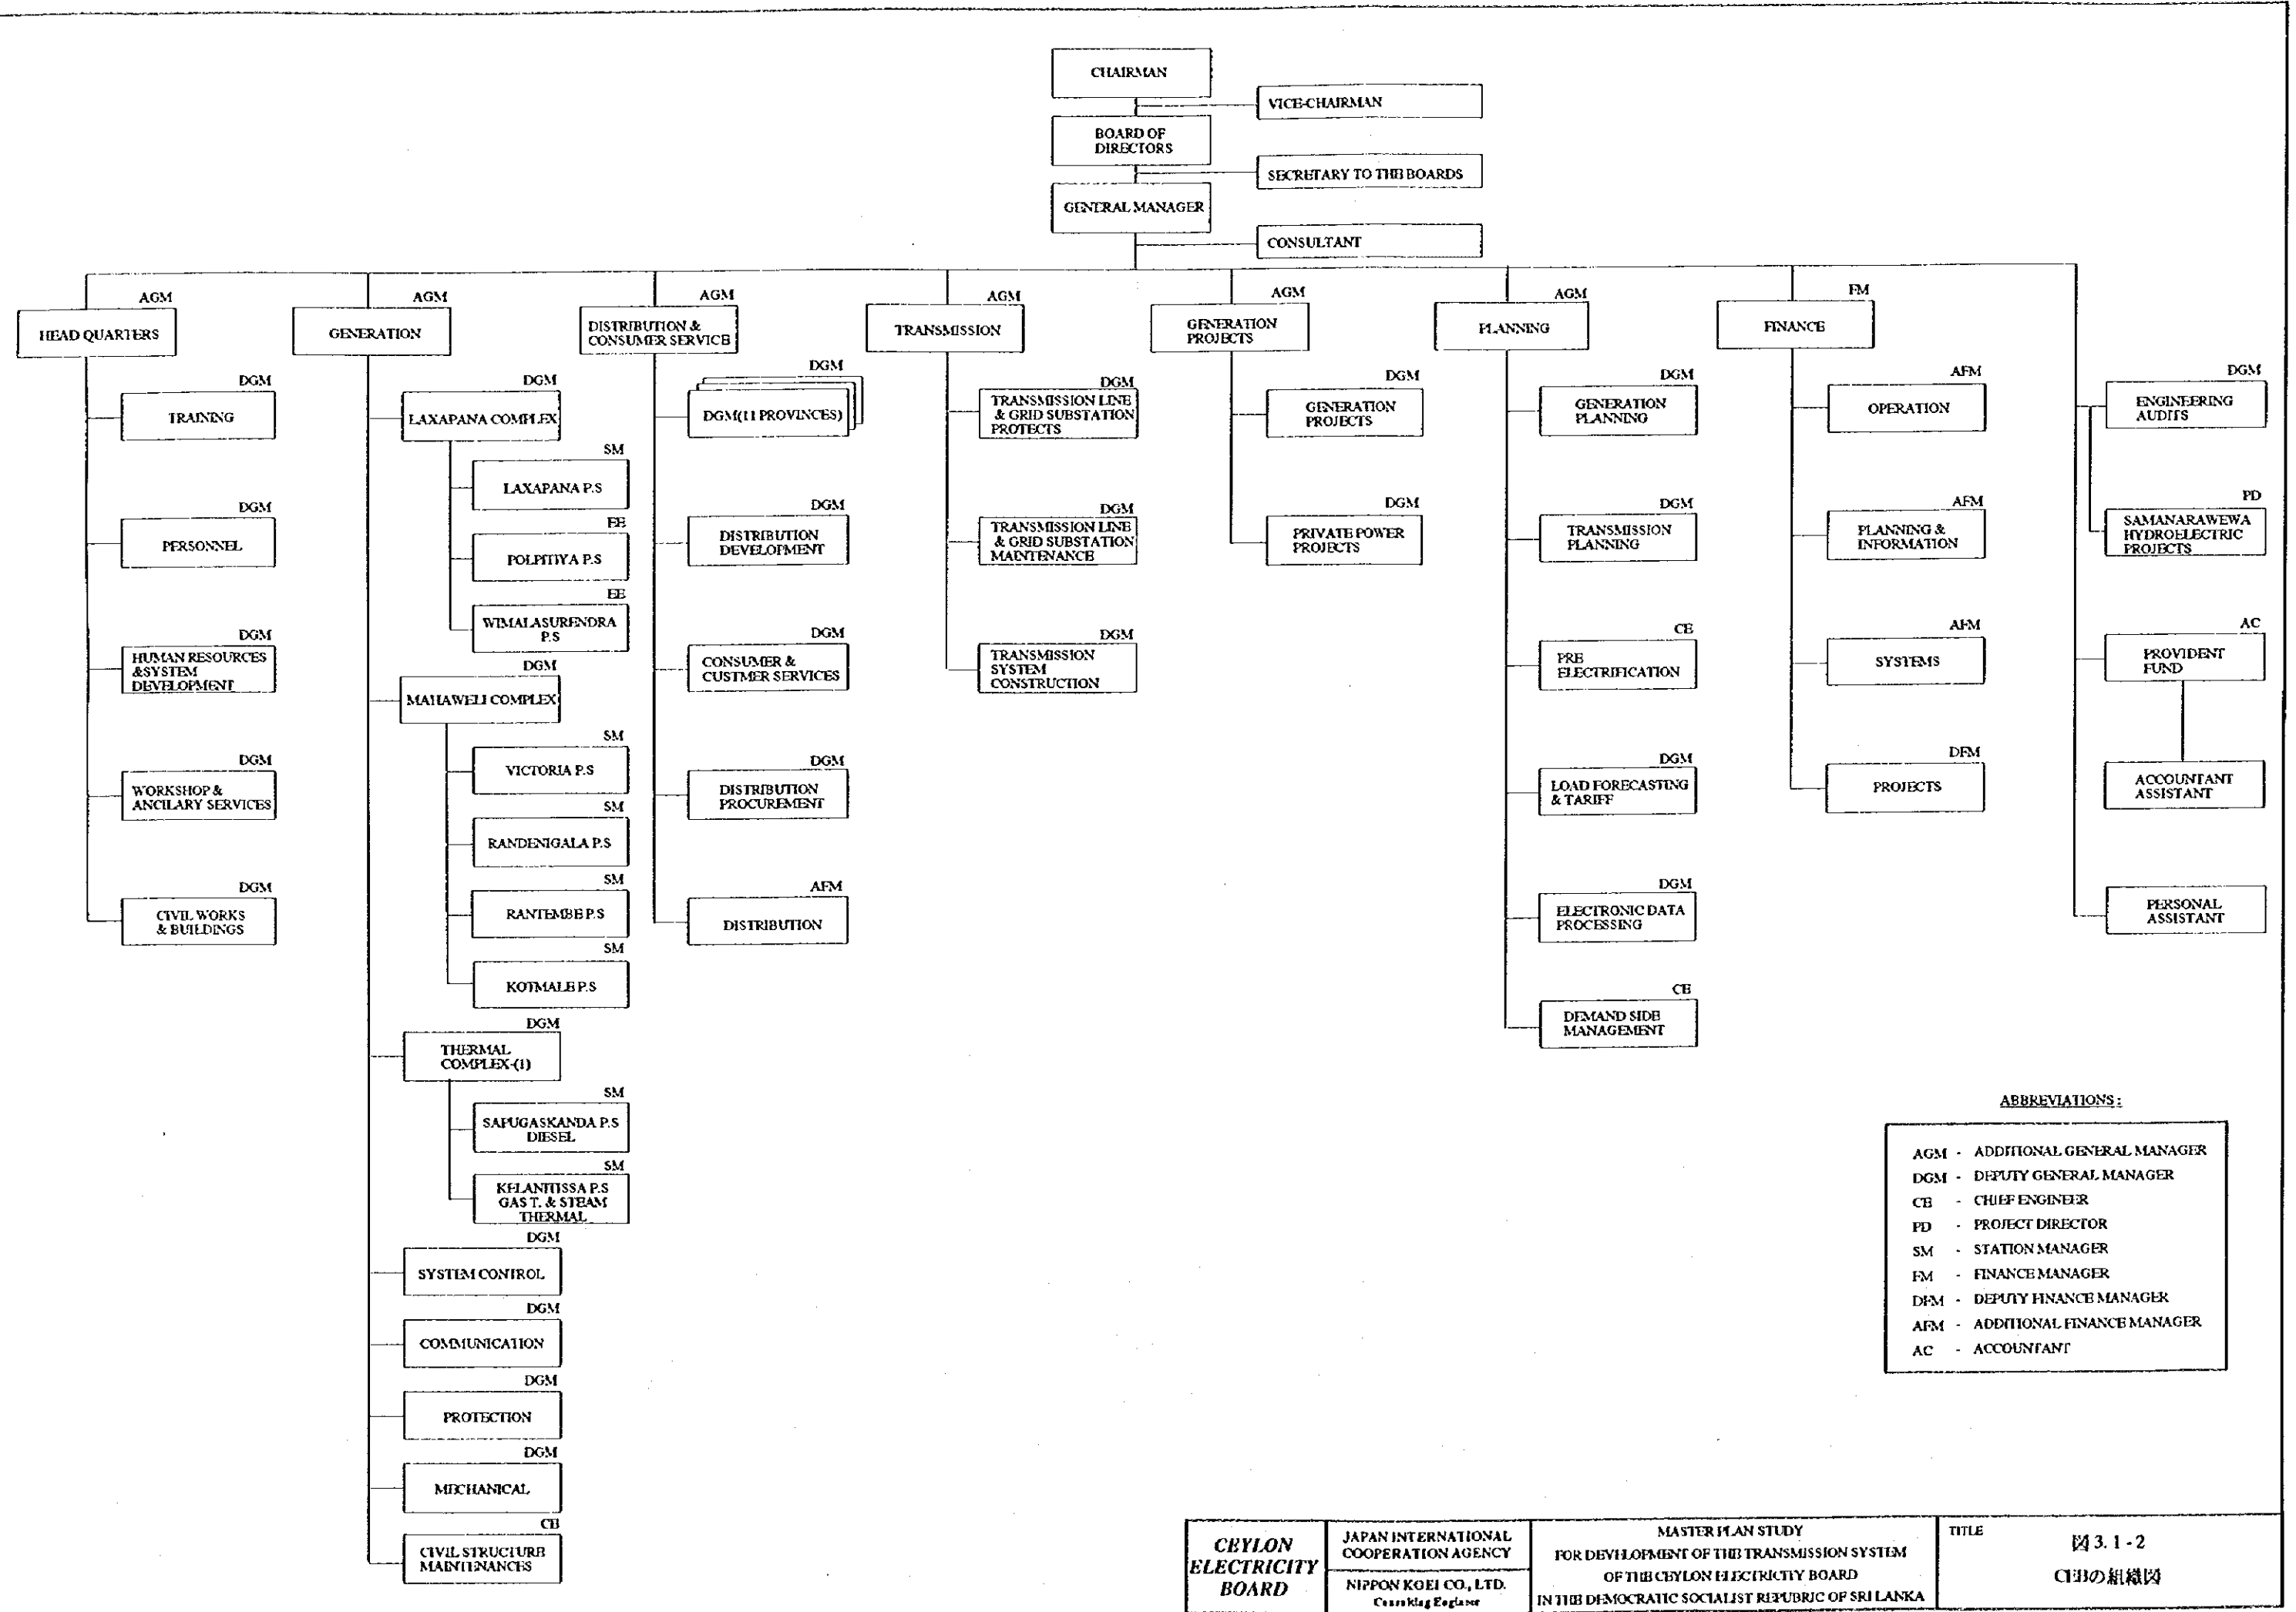 CHAIRMAN
VICE-CHAIRMAN
BOARD OF
DIRECTORS
SECRETARY TO THE BOARDS
GENERAL MANAGER
CONSULTANT
AGM
HEAD QUARTERS
DGM
TRAINING
DGM
PERSONNEL
DGM
HUMAN RESOURCES
&SYSTEM
DEVELOPMENT
DGM
WORKSHOP &
ANCILARY SERVICES
DGM
CIVIL WORKS
& BUILDINGS
AGM
GENERATION
DGM
LAXAPANA COMPLEX
SM
LAXAPANA P.S
EE
POLPITIYA P.S
EE
WIMALASURENDRA
P.S
DGM
MAHAWELI COMPLEX
SM
VICTORIA P.S
SM
RANDENIGALA P.S
SM
RANTEMBE P.S
SM
KOTMALE P.S
DGM
THERMAL
COMPLEX-(1)
SM
SAPUGASKANDA P.S
DIESEL
SM
KELANITISSA P.S
GAS T. & STEAM
THERMAL
DGM
SYSTEM CONTROL
DGM
COMMUNICATION
DGM
PROTECTION
DGM
MECHANICAL
CE
CIVIL STRUCTURE
MAINTENANCES
AGM
DISTRIBUTION &
CONSUMER SERVICE
DGM
DGM(11 PROVINCES)
DGM
DISTRIBUTION
DEVELOPMENT
DGM
CONSUMER &
CUSTMER SERVICES
DGM
DISTRIBUTION
PROCUREMENT
AFM
DISTRIBUTION
AGM
TRANSMISSION
DGM
TRANSMISSION LINE
& GRID SUBSTATION
PROTECTS
DGM
TRANSMISSION LINE
& GRID SUBSTATION
MAINTENANCE
DGM
TRANSMISSION
SYSTEM
CONSTRUCTION
AGM
GENERATION
PROJECTS
DGM
GENERATION
PROJECTS
DGM
PRIVATE POWER
PROJECTS
AGM
PLANNING
DGM
GENERATION
PLANNING
DGM
TRANSMISSION
PLANNING
CE
PRE
ELECTRIFICATION
DGM
LOAD FORECASTING
& TARIFF
DGM
ELECTRONIC DATA
PROCESSING
CE
DEMAND SIDE
MANAGEMENT
FM
FINANCE
AFM
OPERATION
AFM
PLANNING &
INFORMATION
AFM
SYSTEMS
DFM
PROJECTS
DGM
ENGINEERING
AUDITS
PD
SAMANARAWEWA
HYDROELECTRIC
PROJECTS
AC
PROVIDENT
FUND
ACCOUNTANT
ASSISTANT
PERSONAL
ASSISTANT
ABBREVIATIONS :
AGM - ADDITIONAL GENERAL MANAGER
DGM - DEPUTY GENERAL MANAGER
CE - CHIEF ENGINEER
PD - PROJECT DIRECTOR
SM - STATION MANAGER
FM - FINANCE MANAGER
DFM - DEPUTY FINANCE MANAGER
AFM - ADDITIONAL FINANCE MANAGER
AC - ACCOUNTANT
CEYLON
ELECTRICITY
BOARD
JAPAN INTERNATIONAL
COOPERATION AGENCY
NIPPON KOEI CO., LTD.
Consulting Engineer
MASTER PLAN STUDY
FOR DEVELOPMENT OF THE TRANSMISSION SYSTEM
OF THE CEYLON ELECTRICITY BOARD
IN THE DEMOCRATIC SOCIALIST REPUBRIC OF SRI LANKA
TITLE
図3.1-2
CEBの組織図